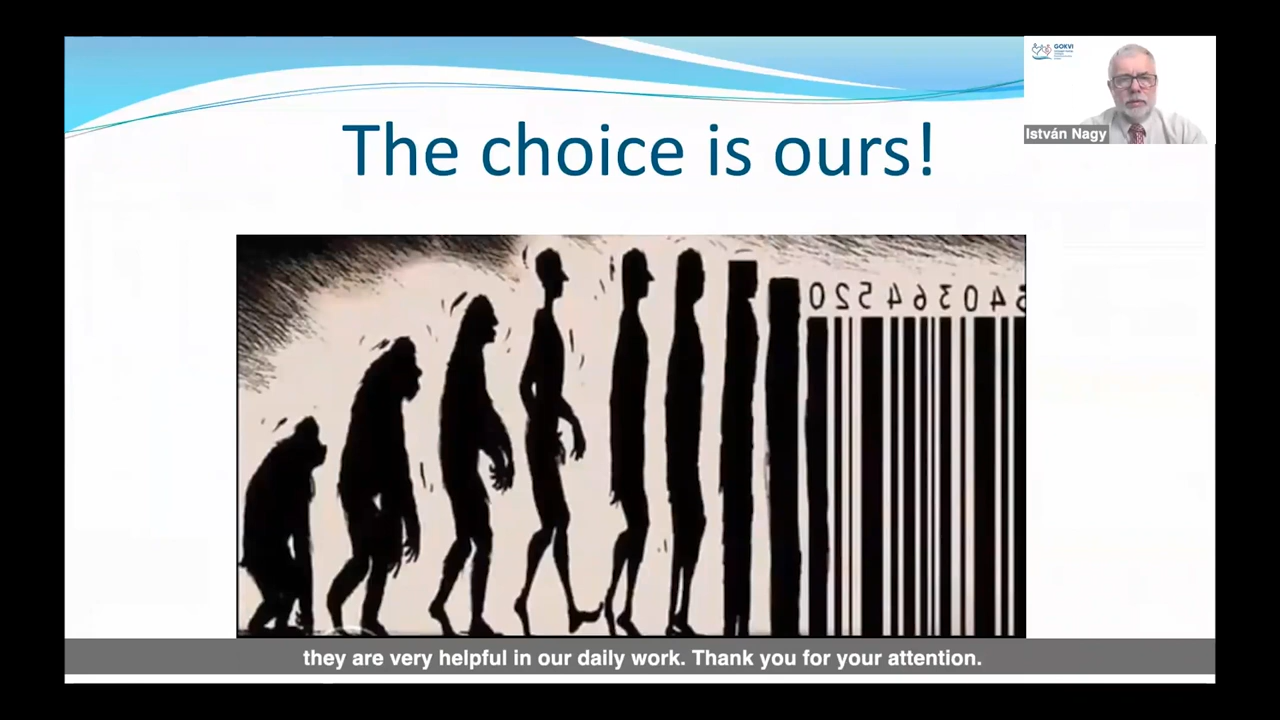 The choice is ours!
GOKVI
István Nagy
they are very helpful in our daily work. Thank you for your attention.